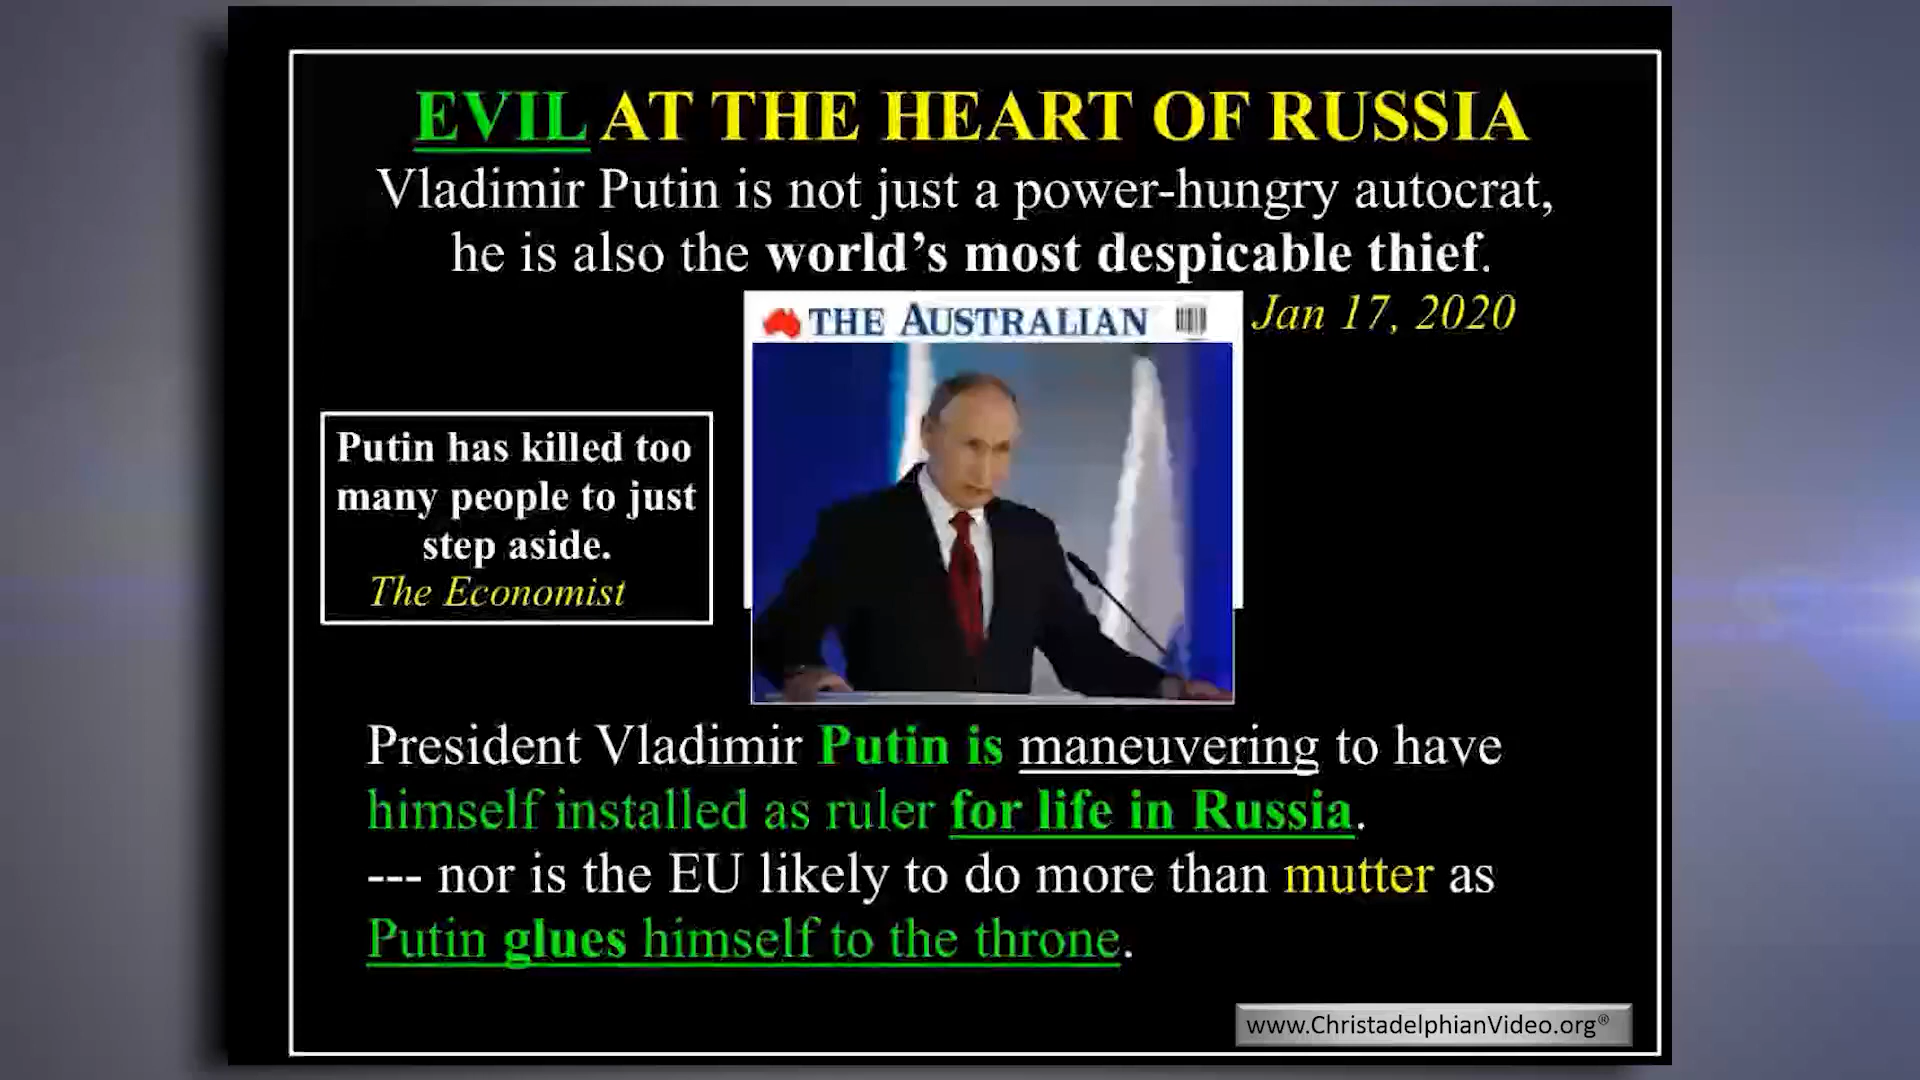 EVIL AT THE HEART OF RUSSIA
Vladimir Putin is not just a power-hungry autocrat,
he is also the world's most despicable thief.
THE AUSTRALIAN
Jan 17, 2020
Putin has killed too
many people to just
step aside.
The Economist
President Vladimir Putin is maneuvering to have
himself installed as ruler for life in Russia.
--- nor is the EU likely to do more than mutter as
Putin glues himself to the throne.
www.ChristadelphianVideo.org®